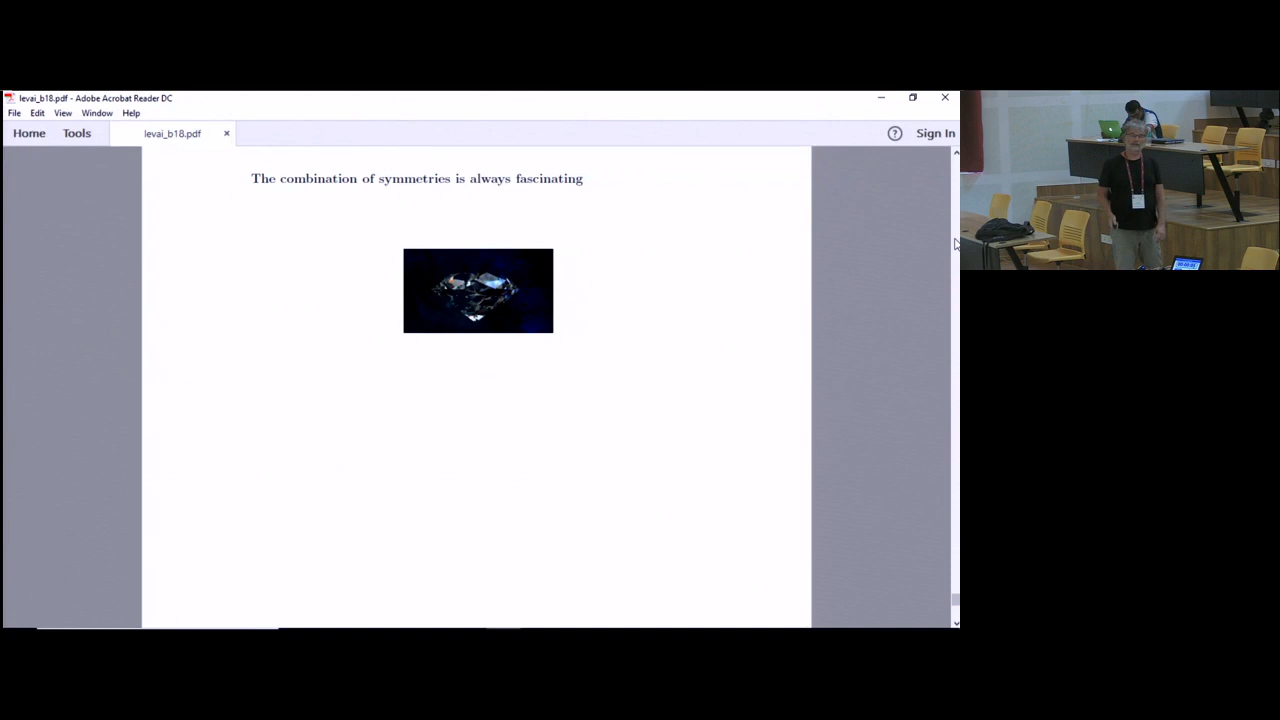 levai_b18.pdf - Adobe Acrobat Reader DC
File Edit View Window Help
Home Tools levai_b18.pdf × ? Sign In
The combination of symmetries is always fascinating